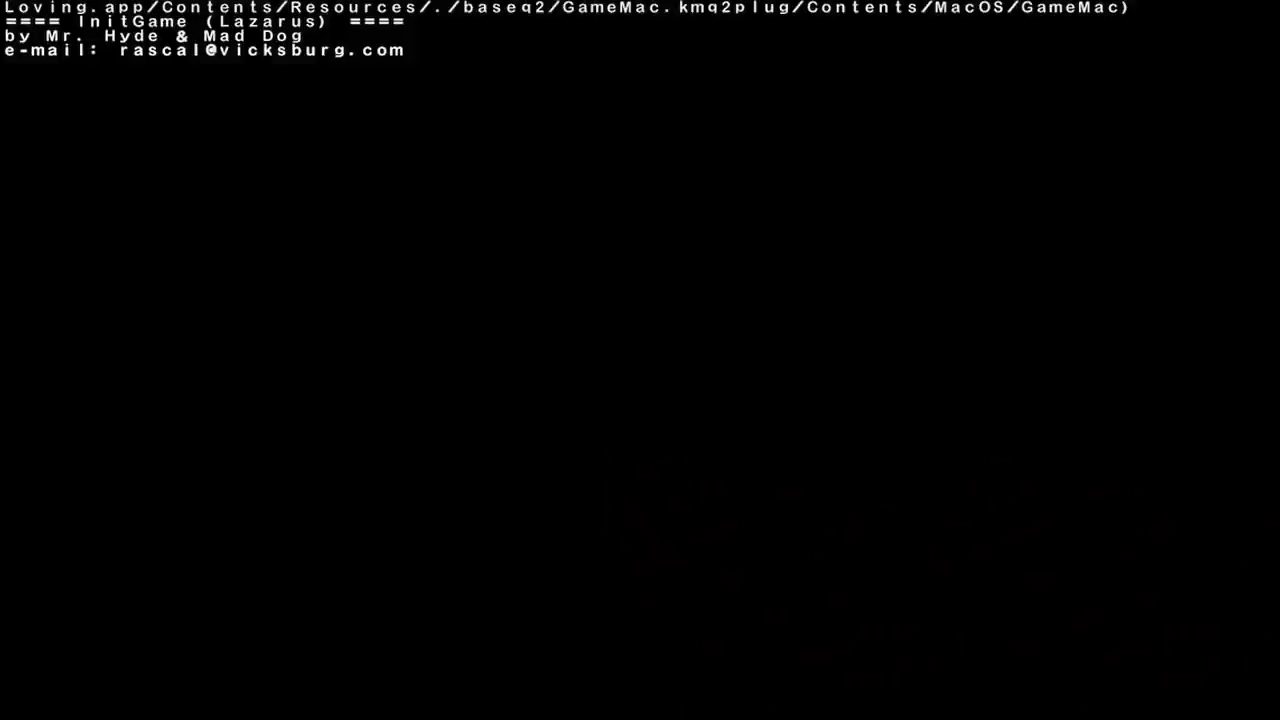 Loving.app/Contents/Resources/./baseq2/GameMac.kmq2plug/Contents/MacOS/GameMac)
==== InitGame (Lazarus) ====
by Mr. Hyde & Mad Dog
e-mail: rascal@vicksburg.com